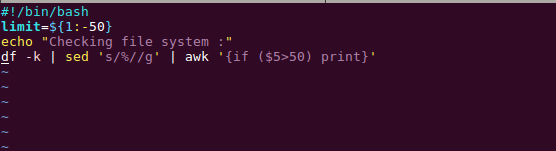 #!/bin/bash
limit=${1:-50}
echo "Checking file system :"
df -k | sed 's/%//g' | awk '{if ($5>50) print}'
~
~
~
~
~
~